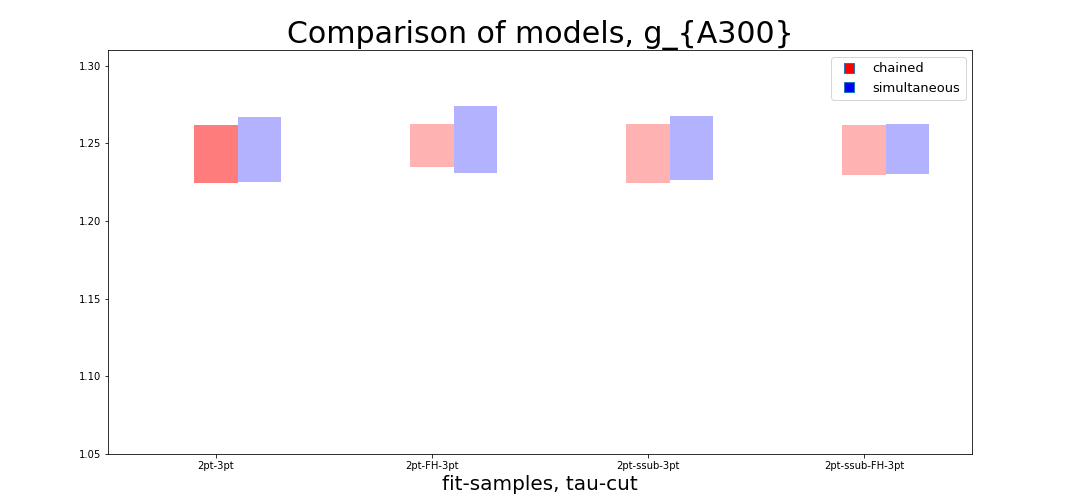 Comparison of models, g_{A300}
chained
simultaneous
1.30
1.25
1.20
1.15
1.10
1.05
2pt-3pt
2pt-FH-3pt
2pt-ssub-3pt
2pt-ssub-FH-3pt
fit-samples, tau-cut